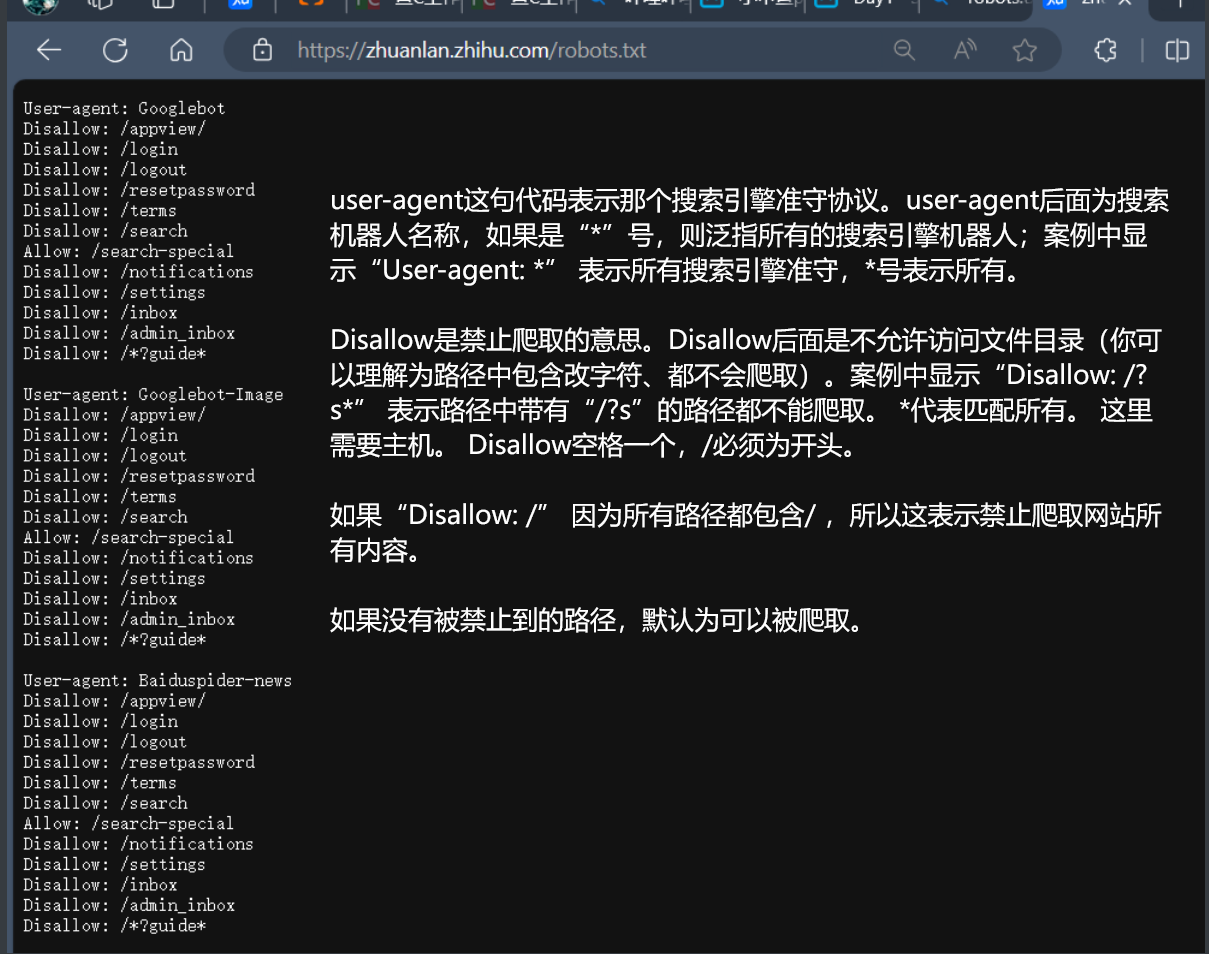 https://zhuanlan.zhihu.com/robots.txt
User-agent: Googlebot
Disallow: /appview/
Disallow: /login
Disallow: /logout
Disallow: /resetpassword
Disallow: /terms
Disallow: /search
Allow: /search-special
Disallow: /notifications
Disallow: /settings
Disallow: /inbox
Disallow: /admin_inbox
Disallow: /*?guide*
User-agent: Googlebot-Image
Disallow: /appview/
Disallow: /login
Disallow: /logout
Disallow: /resetpassword
Disallow: /terms
Disallow: /search
Allow: /search-special
Disallow: /notifications
Disallow: /settings
Disallow: /inbox
Disallow: /admin_inbox
Disallow: /*?guide*
User-agent: Baiduspider-news
Disallow: /appview/
Disallow: /login
Disallow: /logout
Disallow: /resetpassword
Disallow: /terms
Disallow: /search
Allow: /search-special
Disallow: /notifications
Disallow: /settings
Disallow: /inbox
Disallow: /admin_inbox
Disallow: /*?guide*
user-agent这句代码表示那个搜索引擎准守协议。user-agent后面为搜索
机器人名称，如果是“*”号，则泛指所有的搜索引擎机器人；案例中显
示“User-agent: *” 表示所有搜索引擎准守，*号表示所有。
Disallow是禁止爬取的意思。Disallow后面是不允许访问文件目录（你可
以理解为路径中包含改字符、都不会爬取）。案例中显示“Disallow: /?
s*” 表示路径中带有“/?s”的路径都不能爬取。 *代表匹配所有。 这里
需要主机。 Disallow空格一个，/必须为开头。
如果“Disallow: /” 因为所有路径都包含/ ，所以这表示禁止爬取网站所
有内容。
如果没有被禁止到的路径，默认为可以被爬取。